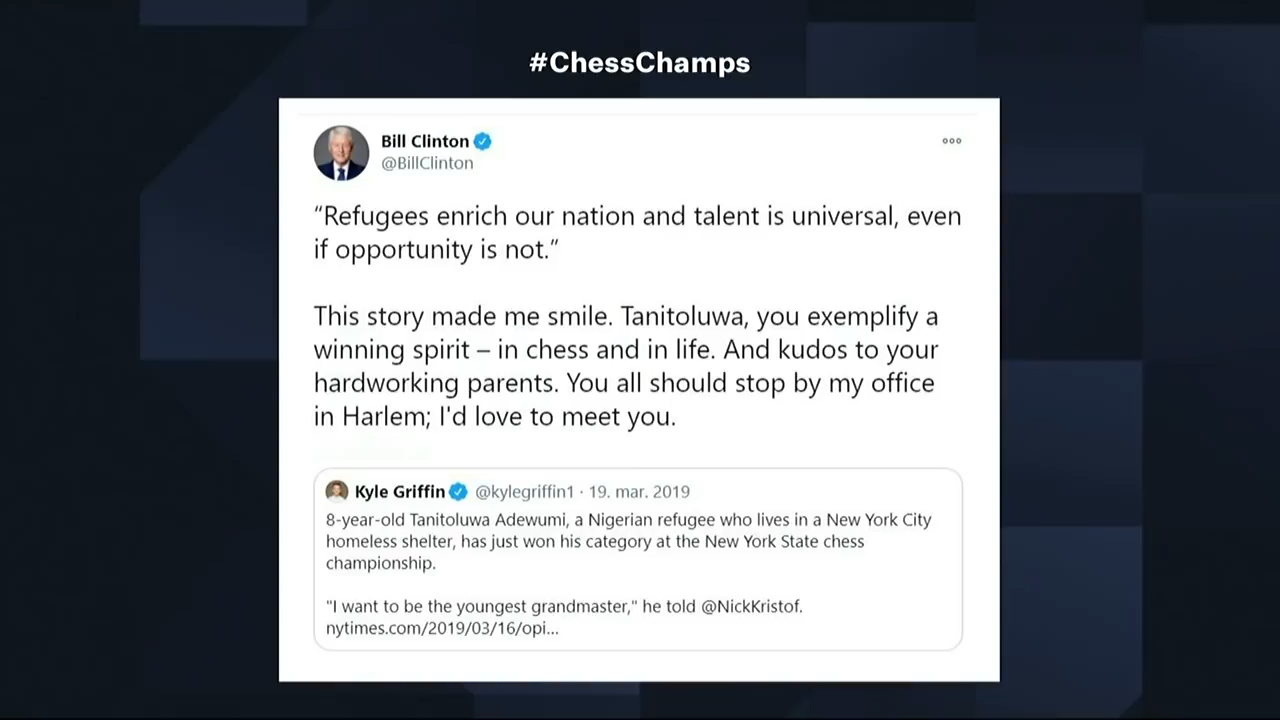 #ChessChamps
Bill Clinton
@BillClinton
“Refugees enrich our nation and talent is universal, even
if opportunity is not.”
This story made me smile. Tanitoluwa, you exemplify a
winning spirit – in chess and in life. And kudos to your
hardworking parents. You all should stop by my office
in Harlem; I'd love to meet you.
Kyle Griffin @kylegriffin1 · 19. mar. 2019
8-year-old Tanitoluwa Adewumi, a Nigerian refugee who lives in a New York City
homeless shelter, has just won his category at the New York State chess
championship.
"I want to be the youngest grandmaster," he told @NickKristof.
nytimes.com/2019/03/16/opi...